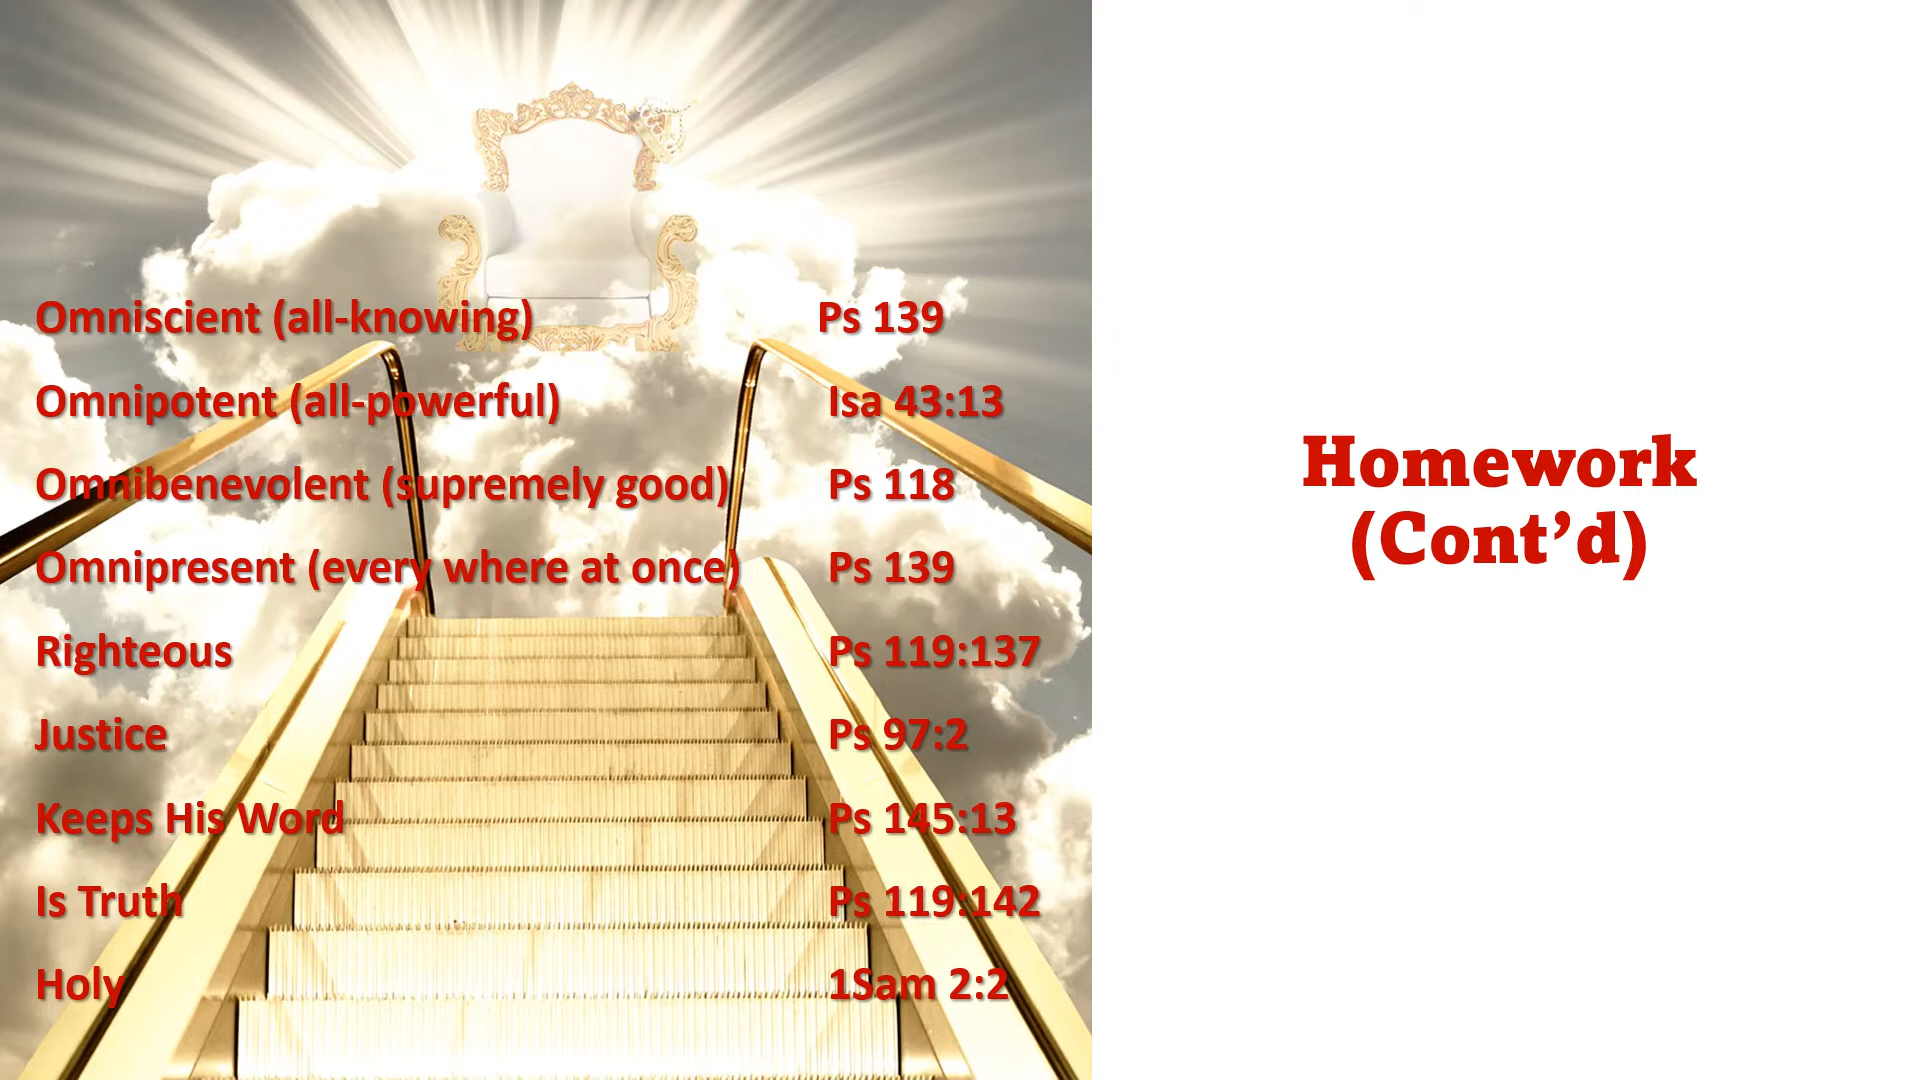 Omniscient (all-knowing) Ps 139
Omnipotent (all-powerful) Isa 43:13
Omnibenevolent (supremely good) Ps 118
Omnipresent (every where at once) Ps 139
Righteous Ps 119:137
Justice Ps 97:2
Keeps His Word Ps 145:13
Is Truth Ps 119:142
Holy 1Sam 2:2
Homework
(Cont’d)